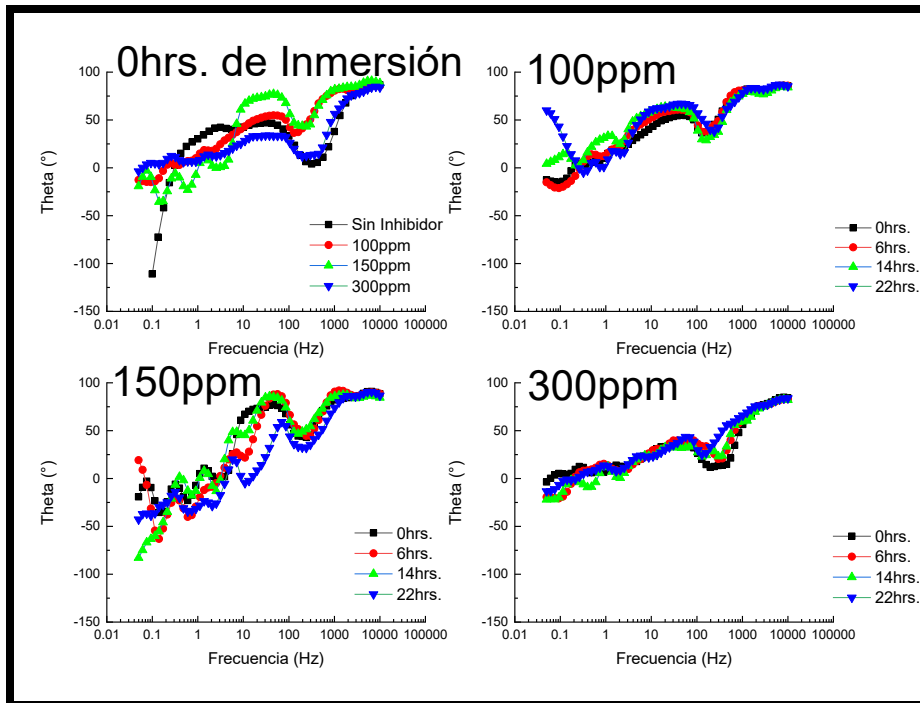 0hrs. de Inmersión
100
50
0
-50
-100
-150
Theta (°)
0.01 0.1 1 10 100 1000 10000 100000
Frecuencia (Hz)
Sin Inhibidor
100ppm
150ppm
300ppm
100ppm
100
50
0
-50
-100
-150
Theta (°)
0.01 0.1 1 10 100 1000 10000 100000
Frecuencia (Hz)
0hrs.
6hrs.
14hrs.
22hrs.
150ppm
100
50
0
-50
-100
-150
Theta (°)
0.01 0.1 1 10 100 1000 10000 100000
Frecuencia (Hz)
0hrs.
6hrs.
14hrs.
22hrs.
300ppm
100
50
0
-50
-100
-150
Theta (°)
0.01 0.1 1 10 100 1000 10000 100000
Frecuencia (Hz)
0hrs.
6hrs.
14hrs.
22hrs.